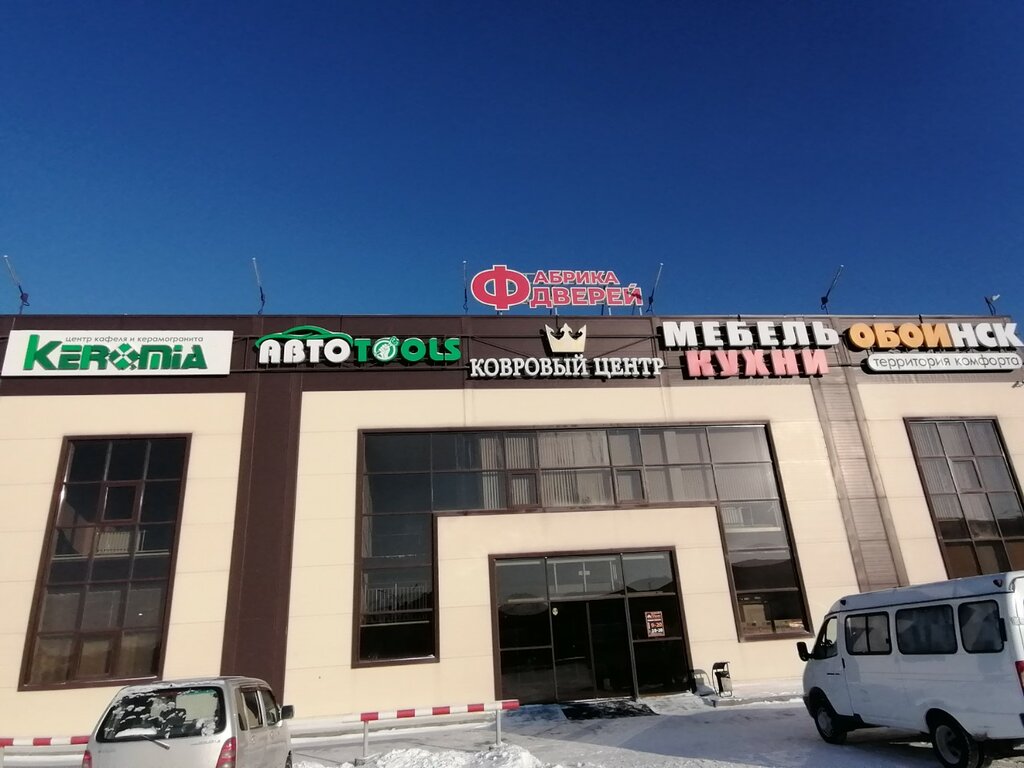 ФАБРИКА
ДВЕРЕЙ
центр кафеля и керамогранита
KERAMIA
АВТОTOOLS
КОВРОВЫЙ ЦЕНТР
МЕБЕЛЬ
КУХНИ
ОБОИНСК
территория комфорта